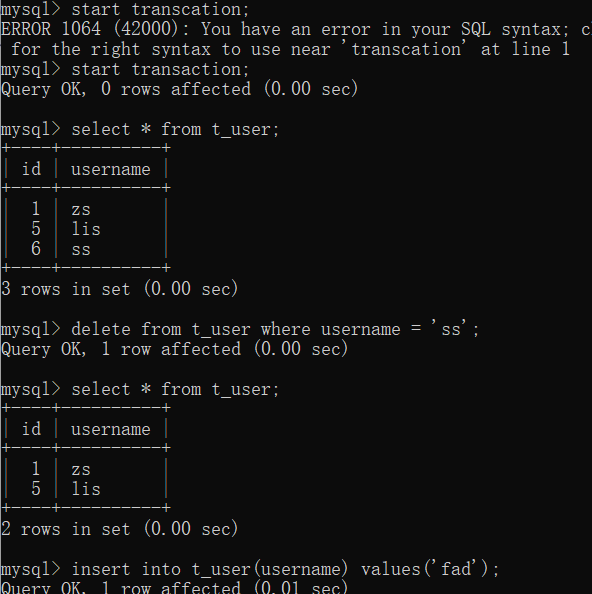 mysql> start transcation;
ERROR 1064 (42000): You have an error in your SQL syntax;
for the right syntax to use near 'transcation' at line 1
mysql> start transaction;
Query OK, 0 rows affected (0.00 sec)
mysql> select * from t_user;
+----+----------+
| id | username |
+----+----------+
| 1 | zs |
| 5 | lis |
| 6 | ss |
+----+----------+
3 rows in set (0.00 sec)
mysql> delete from t_user where username = 'ss';
Query OK, 1 row affected (0.00 sec)
mysql> select * from t_user;
+----+----------+
| id | username |
+----+----------+
| 1 | zs |
| 5 | lis |
+----+----------+
2 rows in set (0.00 sec)
mysql> insert into t_user(username) values('fad');
Query OK, 1 row affected (0.01 sec)